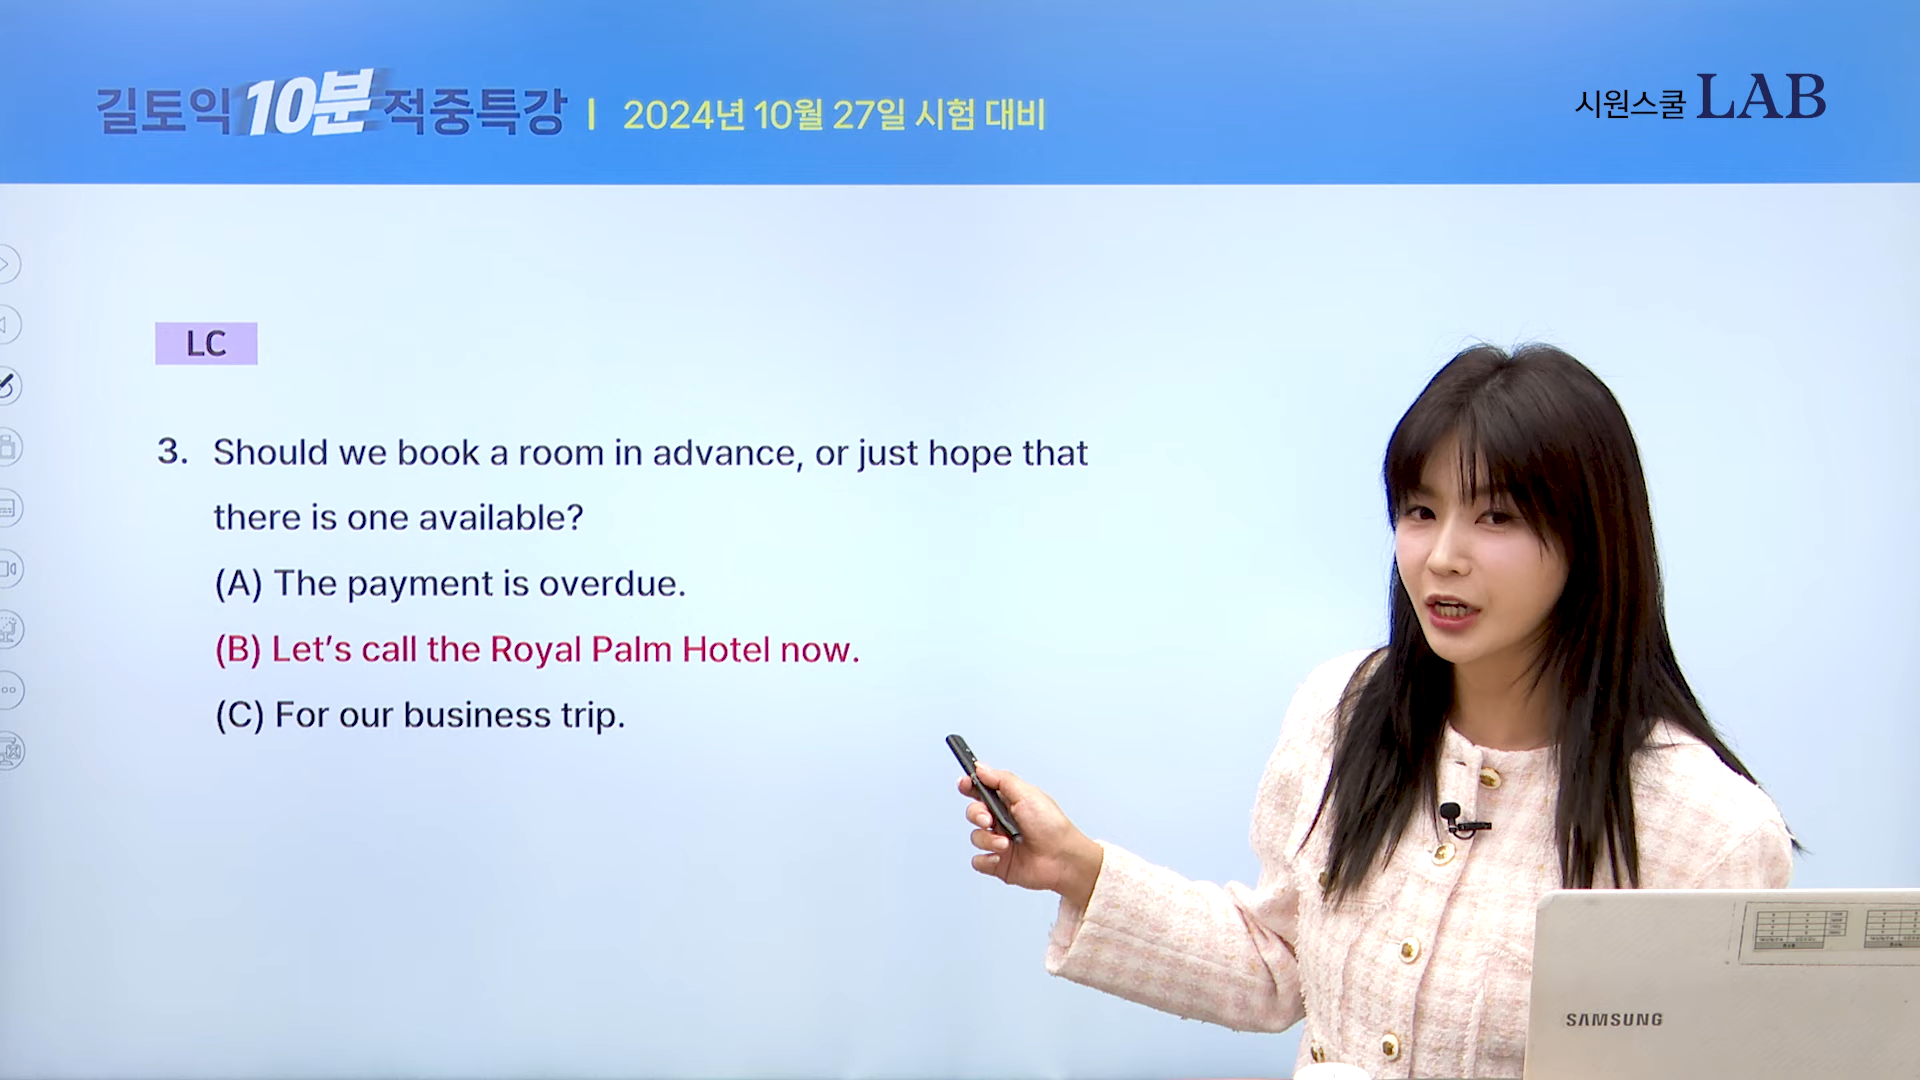 길토익 10분 적중특강 | 2024년 10월 27일 시험 대비
시원스쿨 LAB
LC
3. Should we book a room in advance, or just hope that
there is one available?
(A) The payment is overdue.
(B) Let's call the Royal Palm Hotel now.
(C) For our business trip.
SAMSUNG